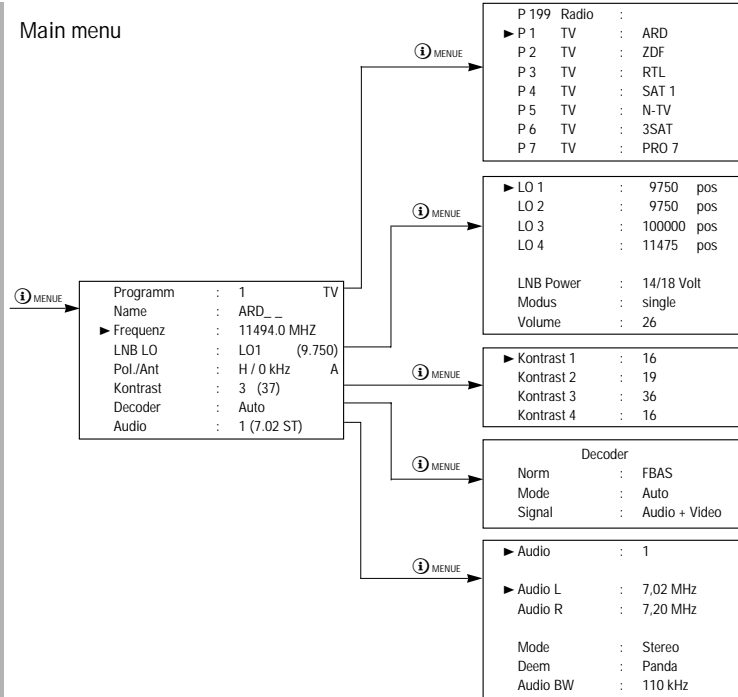 Main menu
i MENUE
Programm : 1 TV
Name : ARD_ _
► Frequenz : 11494.0 MHZ
LNB LO : LO1 (9.750)
Pol./Ant : H / 0 kHz A
Kontrast : 3 (37)
Decoder : Auto
Audio : 1 (7.02 ST)
i MENUE
P 199 Radio :
► P 1 TV : ARD
P 2 TV : ZDF
P 3 TV : RTL
P 4 TV : SAT 1
P 5 TV : N-TV
P 6 TV : 3SAT
P 7 TV : PRO 7
i MENUE
► LO 1 : 9750 pos
LO 2 : 9750 pos
LO 3 : 100000 pos
LO 4 : 11475 pos
LNB Power : 14/18 Volt
Modus : single
Volume : 26
i MENUE
► Kontrast 1 : 16
Kontrast 2 : 19
Kontrast 3 : 36
Kontrast 4 : 16
i MENUE
Decoder
Norm : FBAS
Mode : Auto
Signal : Audio + Video
i MENUE
► Audio : 1
► Audio L : 7,02 MHz
Audio R : 7,20 MHz
Mode : Stereo
Deem : Panda
Audio BW : 110 kHz